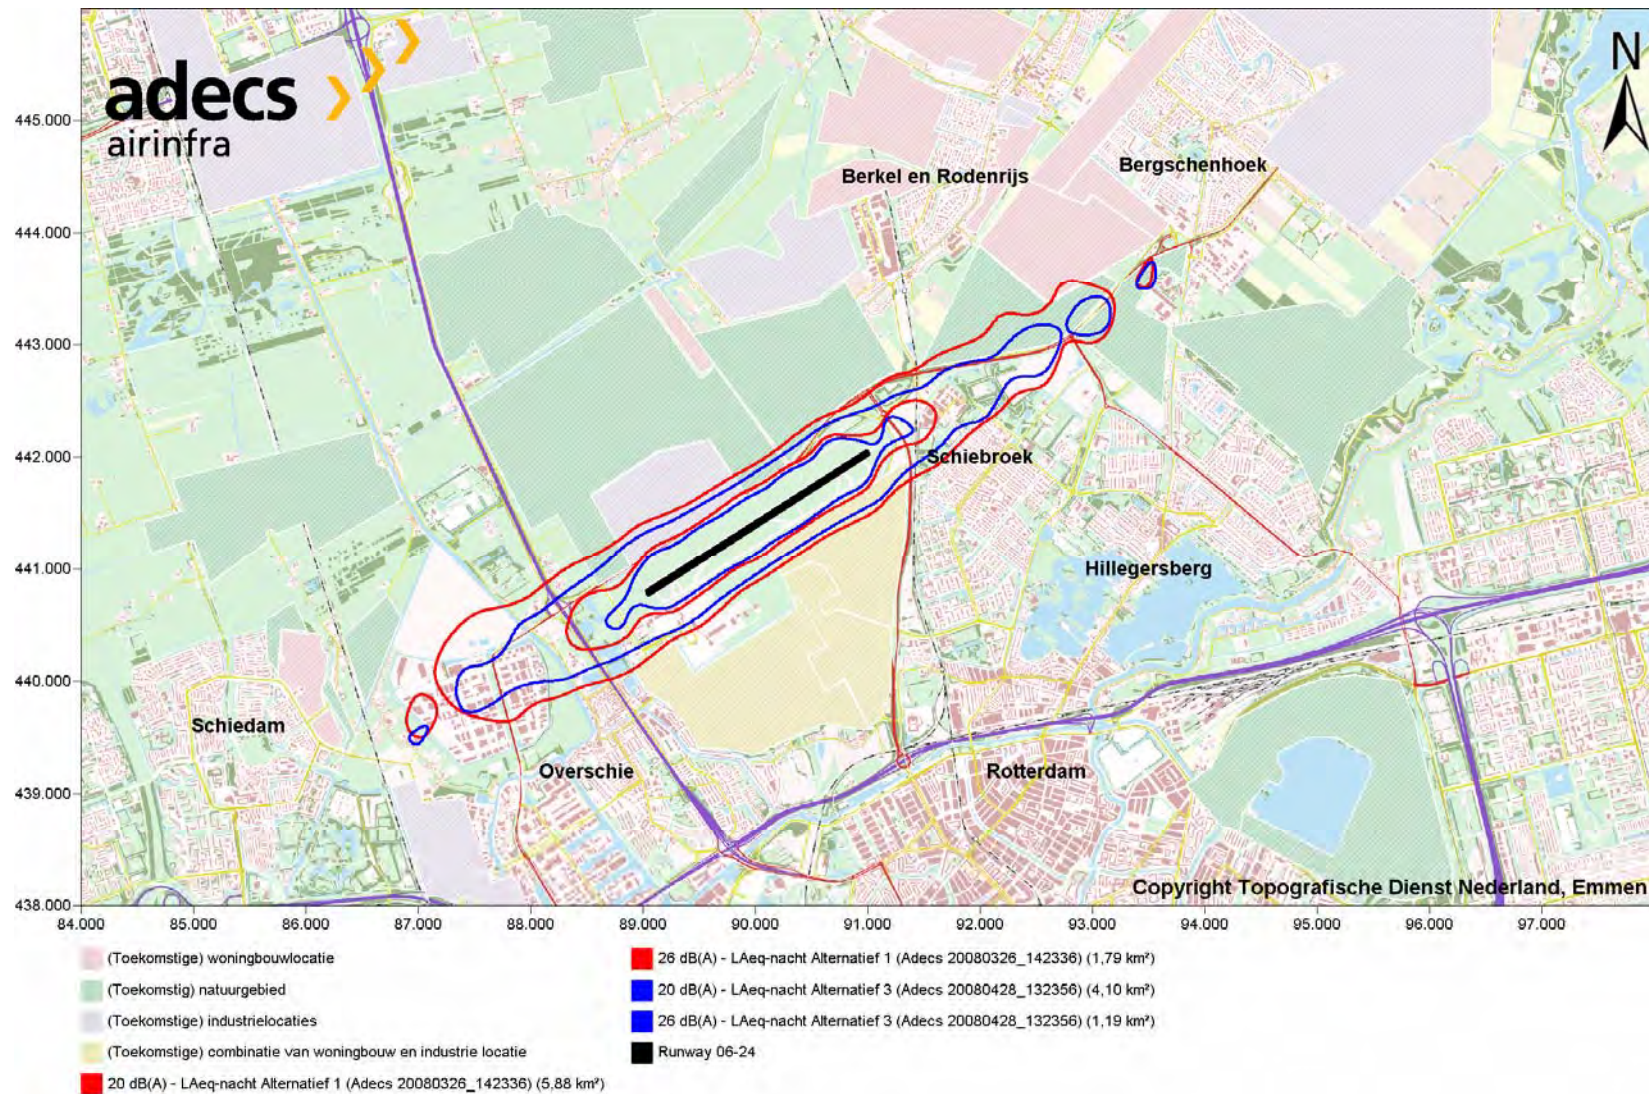 adecs
airinfra
N
445.000
444.000
443.000
442.000
441.000
440.000
439.000
438.000
Bergschenhoek
Berkel en Rodenrijs
Schiebroek
Hillegersberg
Schiedam
Overschie
Rotterdam
Copyright Topografische Dienst Nederland, Emmen
84.000 85.000 86.000 87.000 88.000 89.000 90.000 91.000 92.000 93.000 94.000 95.000 96.000 97.000
(Toekomstige) woningbouwlocatie
(Toekomstig) natuurgebied
(Toekomstige) industrielocaties
(Toekomstige) combinatie van woningbouw en industrie locatie
20 dB(A) - LAeq-nacht Alternatief 1 (Adecs 20080326_142336) (5,88 km²)
26 dB(A) - LAeq-nacht Alternatief 1 (Adecs 20080326_142336) (1,79 km²)
20 dB(A) - LAeq-nacht Alternatief 3 (Adecs 20080428_132356) (4,10 km²)
26 dB(A) - LAeq-nacht Alternatief 3 (Adecs 20080428_132356) (1,19 km²)
Runway 06-24